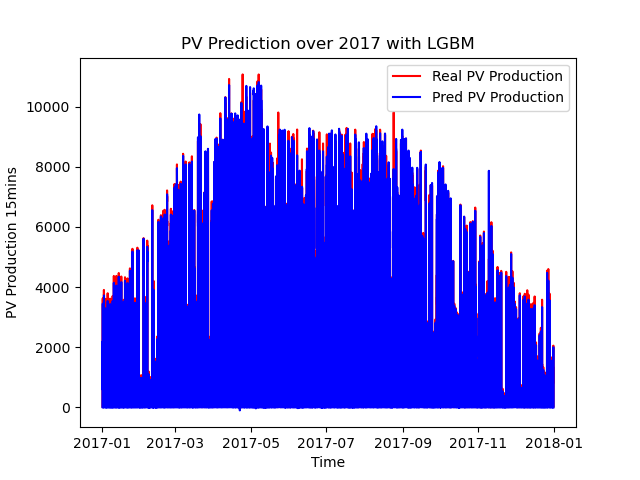 PV Prediction over 2017 with LGBM
Real PV Production
Pred PV Production
PV Production 15mins
10000
8000
6000
4000
2000
0
2017-01 2017-03 2017-05 2017-07 2017-09 2017-11 2018-01
Time